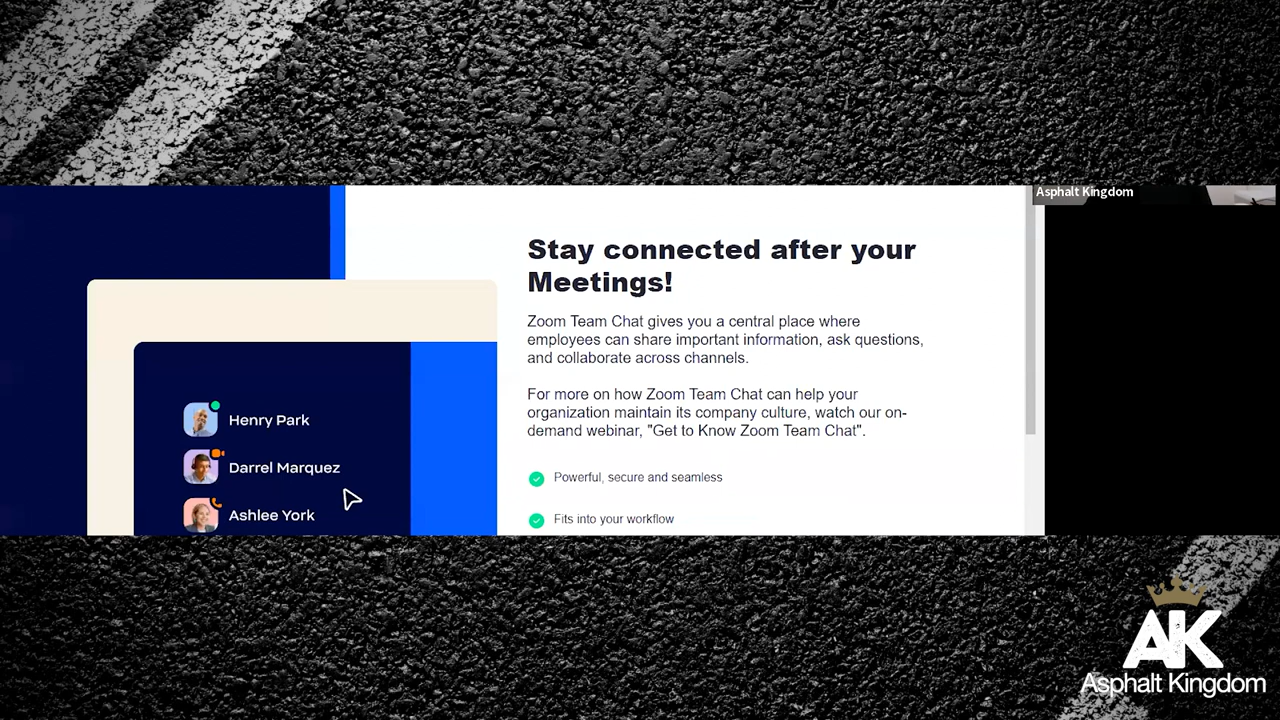 Asphalt Kingdom
Stay connected after your
Meetings!
Zoom Team Chat gives you a central place where
employees can share important information, ask questions,
and collaborate across channels.
For more on how Zoom Team Chat can help your
organization maintain its company culture, watch our on-
demand webinar, "Get to Know Zoom Team Chat".
Henry Park
Darrel Marquez
Ashlee York
Powerful, secure and seamless
Fits into your workflow
AK
Asphalt Kingdom